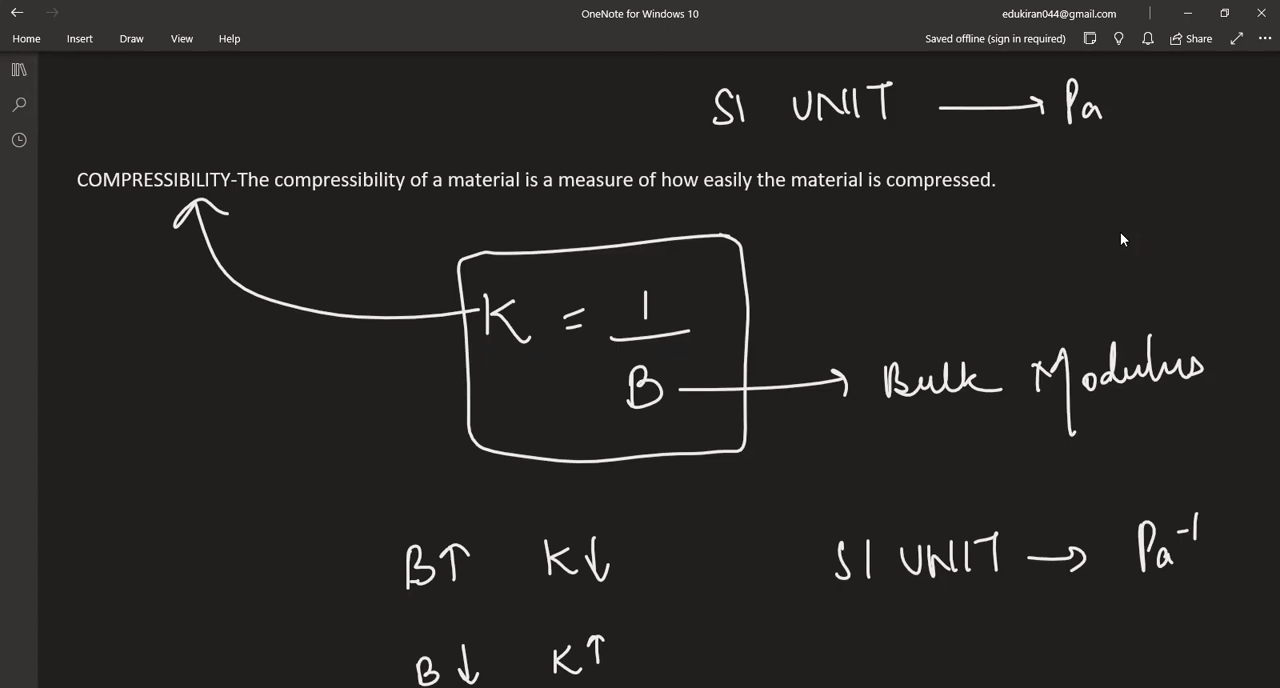 OneNote for Windows 10
edukiran044@gmail.com
Home Insert Draw View Help
Saved offline (sign in required) Share
SI UNIT → Pa
COMPRESSIBILITY-The compressibility of a material is a measure of how easily the material is compressed.
K = 1/B → Bulk Modulus
B↑ K↓ SI UNIT → Pa⁻¹
B↓ K↑